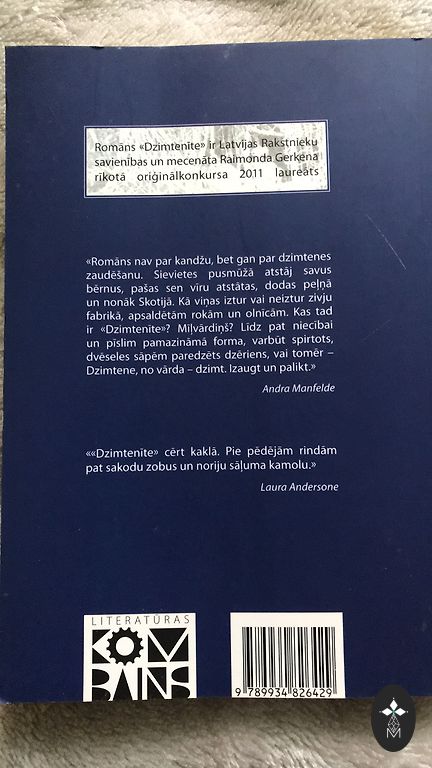 Romāns «Dzimtenīte» ir Latvijas Rakstnieku
savienības un mecenāta Raimonda Gerkena
rīkotā oriģinālkonkursa 2011 laureāts
«Romāns nav par kandžu, bet gan par dzimtenes
zaudēšanu. Sievietes pusmūžā atstāj savus
bērnus, pašas sen vīru atstātas, dodas peļņā
un nonāk Skotijā. Kā viņas iztur vai neiztur zivju
fabrikā, apsaldētām rokām un olnīcām. Kas tad
ir «Dzimtenīte»? Mīļvārdiņš? Līdz pat niecībai
un pīslim pamazināmā forma, varbūt spirtots,
dvēseles sāpēm paredzēts dzēriens, vai tomēr –
Dzimtene, no vārda – dzimt. Izaugt un palikt.»
Andra Manfelde
««Dzimtenīte» cērt kaklā. Pie pēdējām rindām
pat sakodu zobus un noriju sāļuma kamolu.»
Laura Andersone
LITERATŪRAS
KOMBAINS
9 789934 826429
M